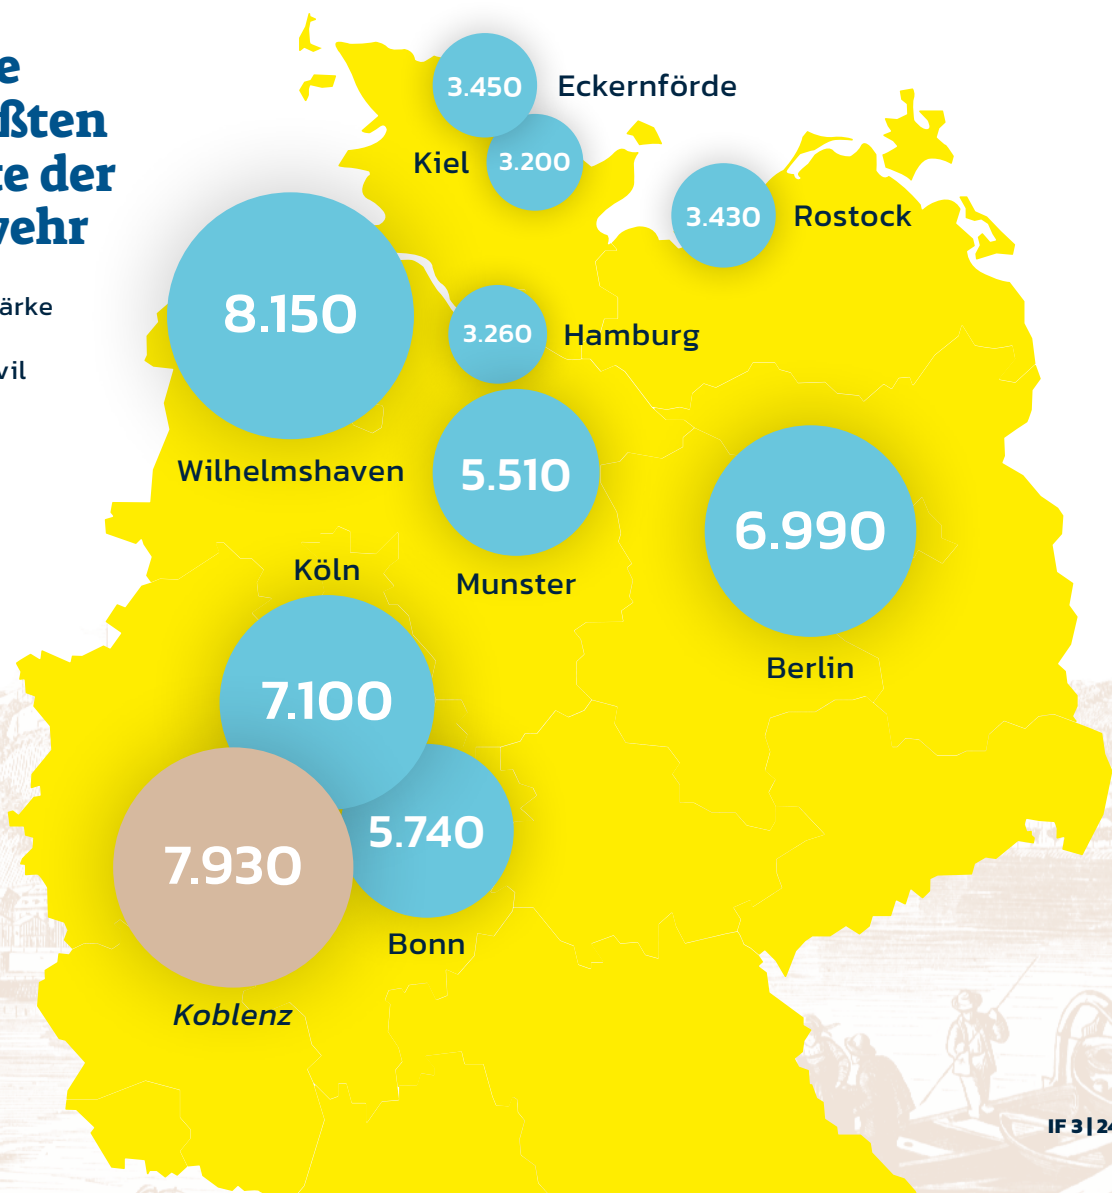 e
ßten
e der
vehr
ärke
vil
3.450 Eckernförde
Kiel 3.200
3.430 Rostock
8.150
3.260 Hamburg
Wilhelmshaven
5.510
6.990
Köln
Munster
Berlin
7.100
5.740
7.930
Bonn
Koblenz
IF 3 | 24